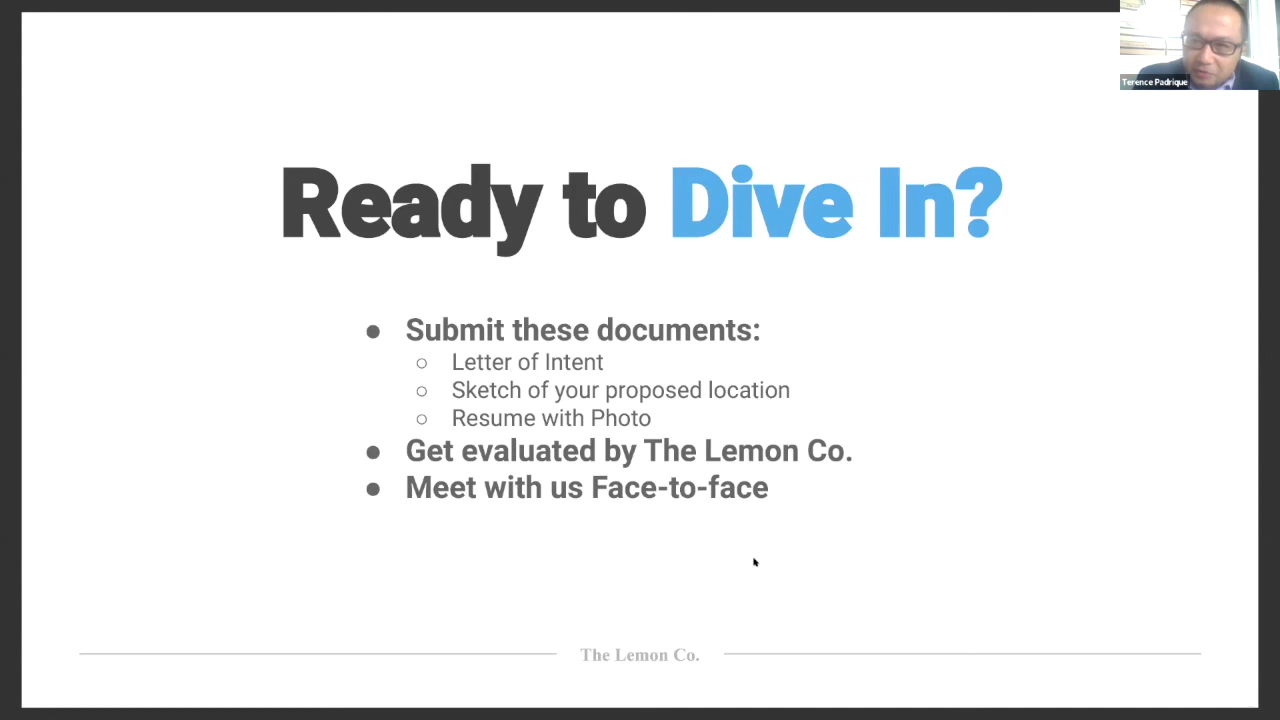 Terence Padrique
Ready to Dive In?
● Submit these documents:
○ Letter of Intent
○ Sketch of your proposed location
○ Resume with Photo
● Get evaluated by The Lemon Co.
● Meet with us Face-to-face
The Lemon Co.